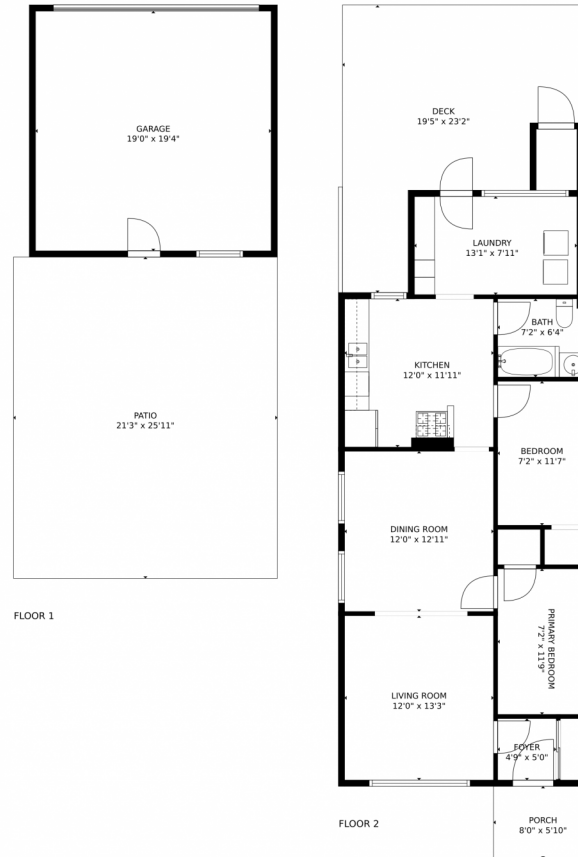 GARAGE
19'0" x 19'4"
PATIO
21'3" x 25'11"
FLOOR 1
DECK
19'5" x 23'2"
LAUNDRY
13'1" x 7'11"
BATH
7'2" x 6'4"
KITCHEN
12'0" x 11'11"
BEDROOM
7'2" x 11'7"
DINING ROOM
12'0" x 12'11"
PRIMARY BEDROOM
7'2" x 11'9"
LIVING ROOM
12'0" x 13'3"
FOYER
4'9" x 5'0"
PORCH
8'0" x 5'10"
FLOOR 2